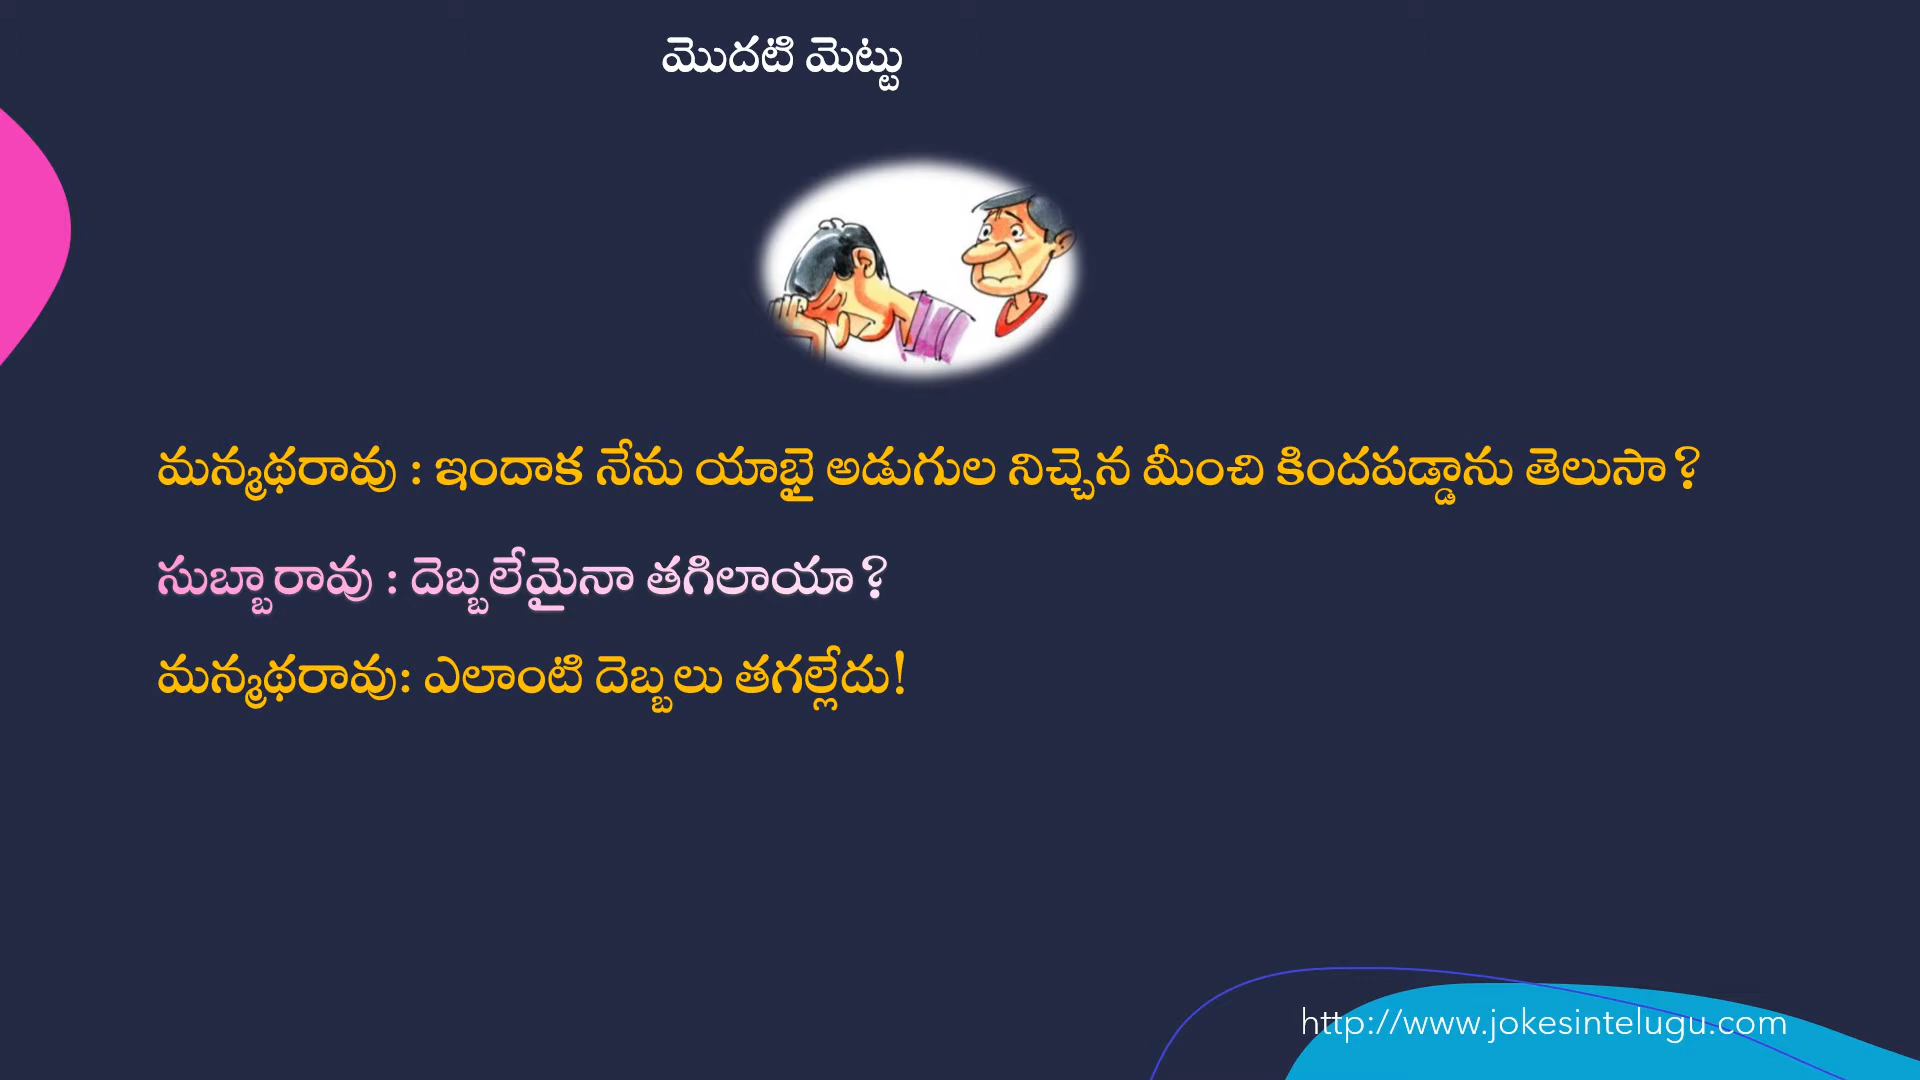 మొదటి మెట్టు
మన్మథరావు : ఇందాక నేను యాభై అడుగుల నిచ్చెన మీంచి కిందపడ్డాను తెలుసా?
సుబ్బారావు : దెబ్బలేమైనా తగిలాయా?
మన్మథరావు: ఎలాంటి దెబ్బలు తగల్లేదు!
http://www.jokesintelugu.com